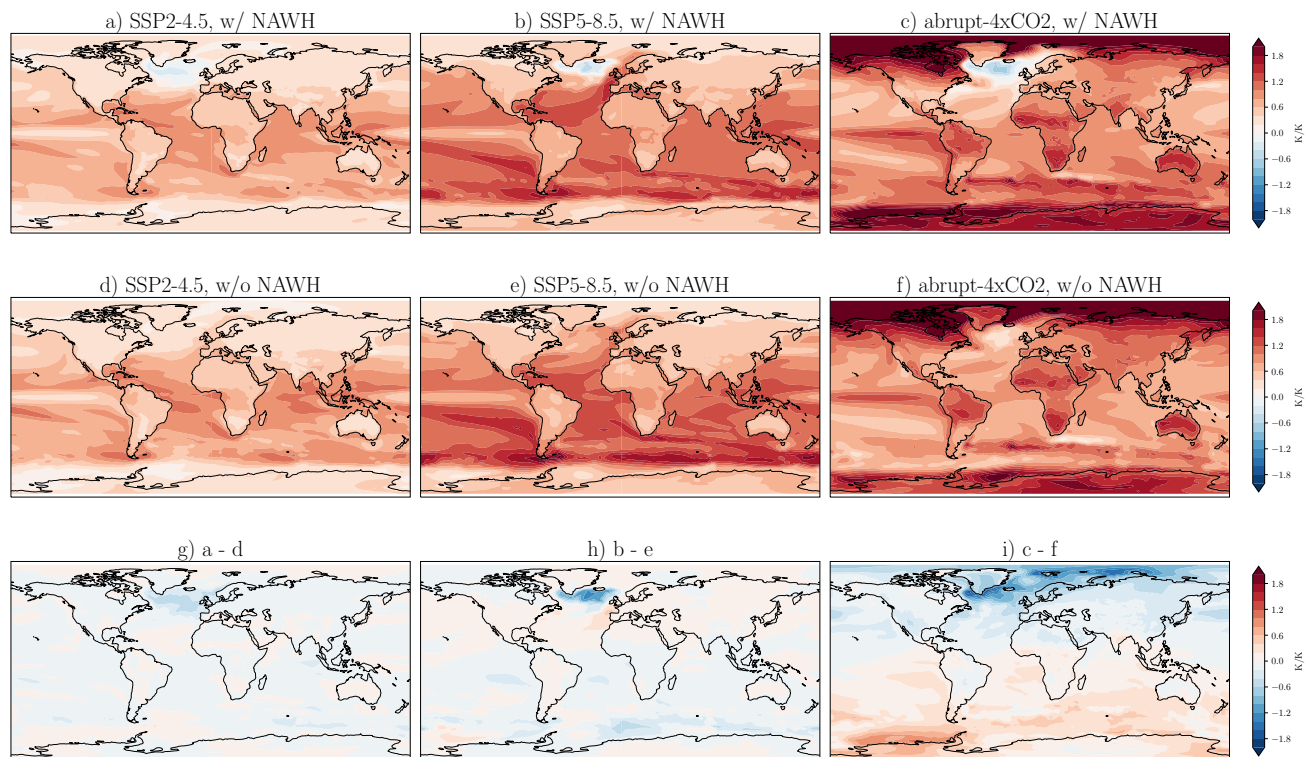 a) SSP2-4.5, w/ NAWH
b) SSP5-8.5, w/ NAWH
c) abrupt-4xCO2, w/ NAWH
1.8
1.2
0.6
0.0
−0.6
−1.2
−1.8
K/K
d) SSP2-4.5, w/o NAWH
e) SSP5-8.5, w/o NAWH
f) abrupt-4xCO2, w/o NAWH
1.8
1.2
0.6
0.0
−0.6
−1.2
−1.8
K/K
g) a - d
h) b - e
i) c - f
1.8
1.2
0.6
0.0
−0.6
−1.2
−1.8
K/K